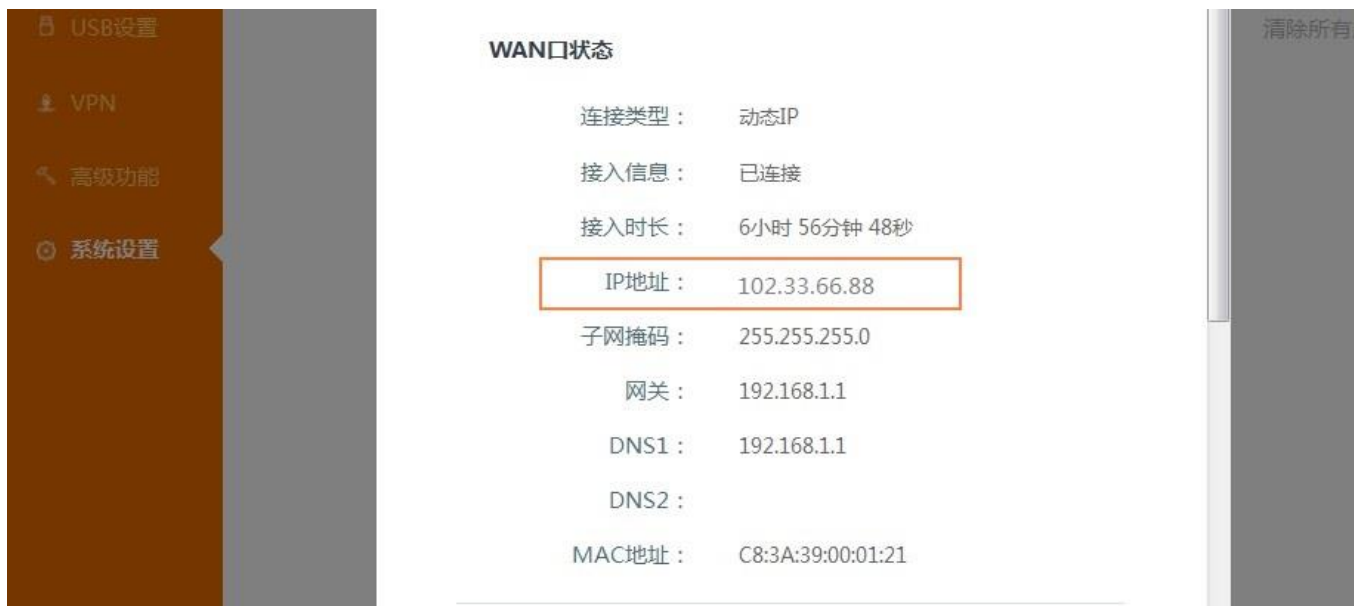 USB设置
VPN
高级功能
系统设置
WAN口状态
连接类型： 动态IP
接入信息： 已连接
接入时长： 6小时 56分钟 48秒
IP地址： 102.33.66.88
子网掩码： 255.255.255.0
网关： 192.168.1.1
DNS1： 192.168.1.1
DNS2：
MAC地址： C8:3A:39:00:01:21
清除所有